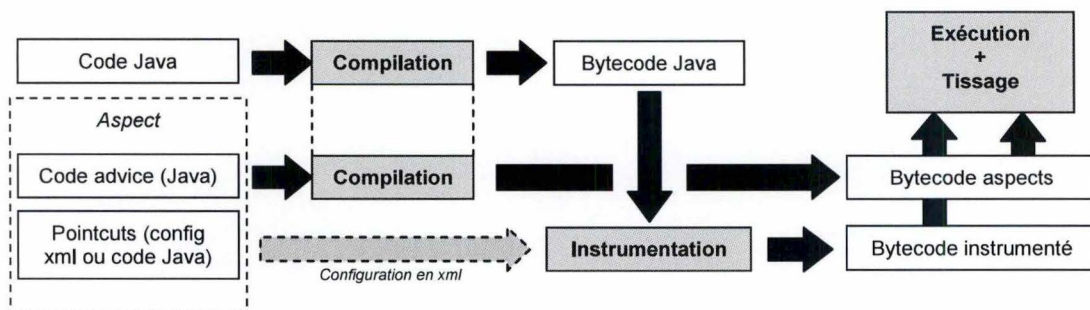 Code Java
Compilation
Bytecode Java
Exécution
+
Tissage
Aspect
Code advice (Java)
Compilation
Bytecode aspects
Pointcuts (config
xml ou code Java)
Configuration en xml
Instrumentation
Bytecode instrumenté